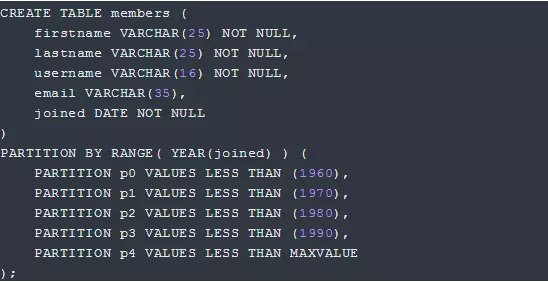 CREATE TABLE members (
    firstname VARCHAR(25) NOT NULL,
    lastname VARCHAR(25) NOT NULL,
    username VARCHAR(16) NOT NULL,
    email VARCHAR(35),
    joined DATE NOT NULL
)
PARTITION BY RANGE( YEAR(joined) ) (
    PARTITION p0 VALUES LESS THAN (1960),
    PARTITION p1 VALUES LESS THAN (1970),
    PARTITION p2 VALUES LESS THAN (1980),
    PARTITION p3 VALUES LESS THAN (1990),
    PARTITION p4 VALUES LESS THAN MAXVALUE
);